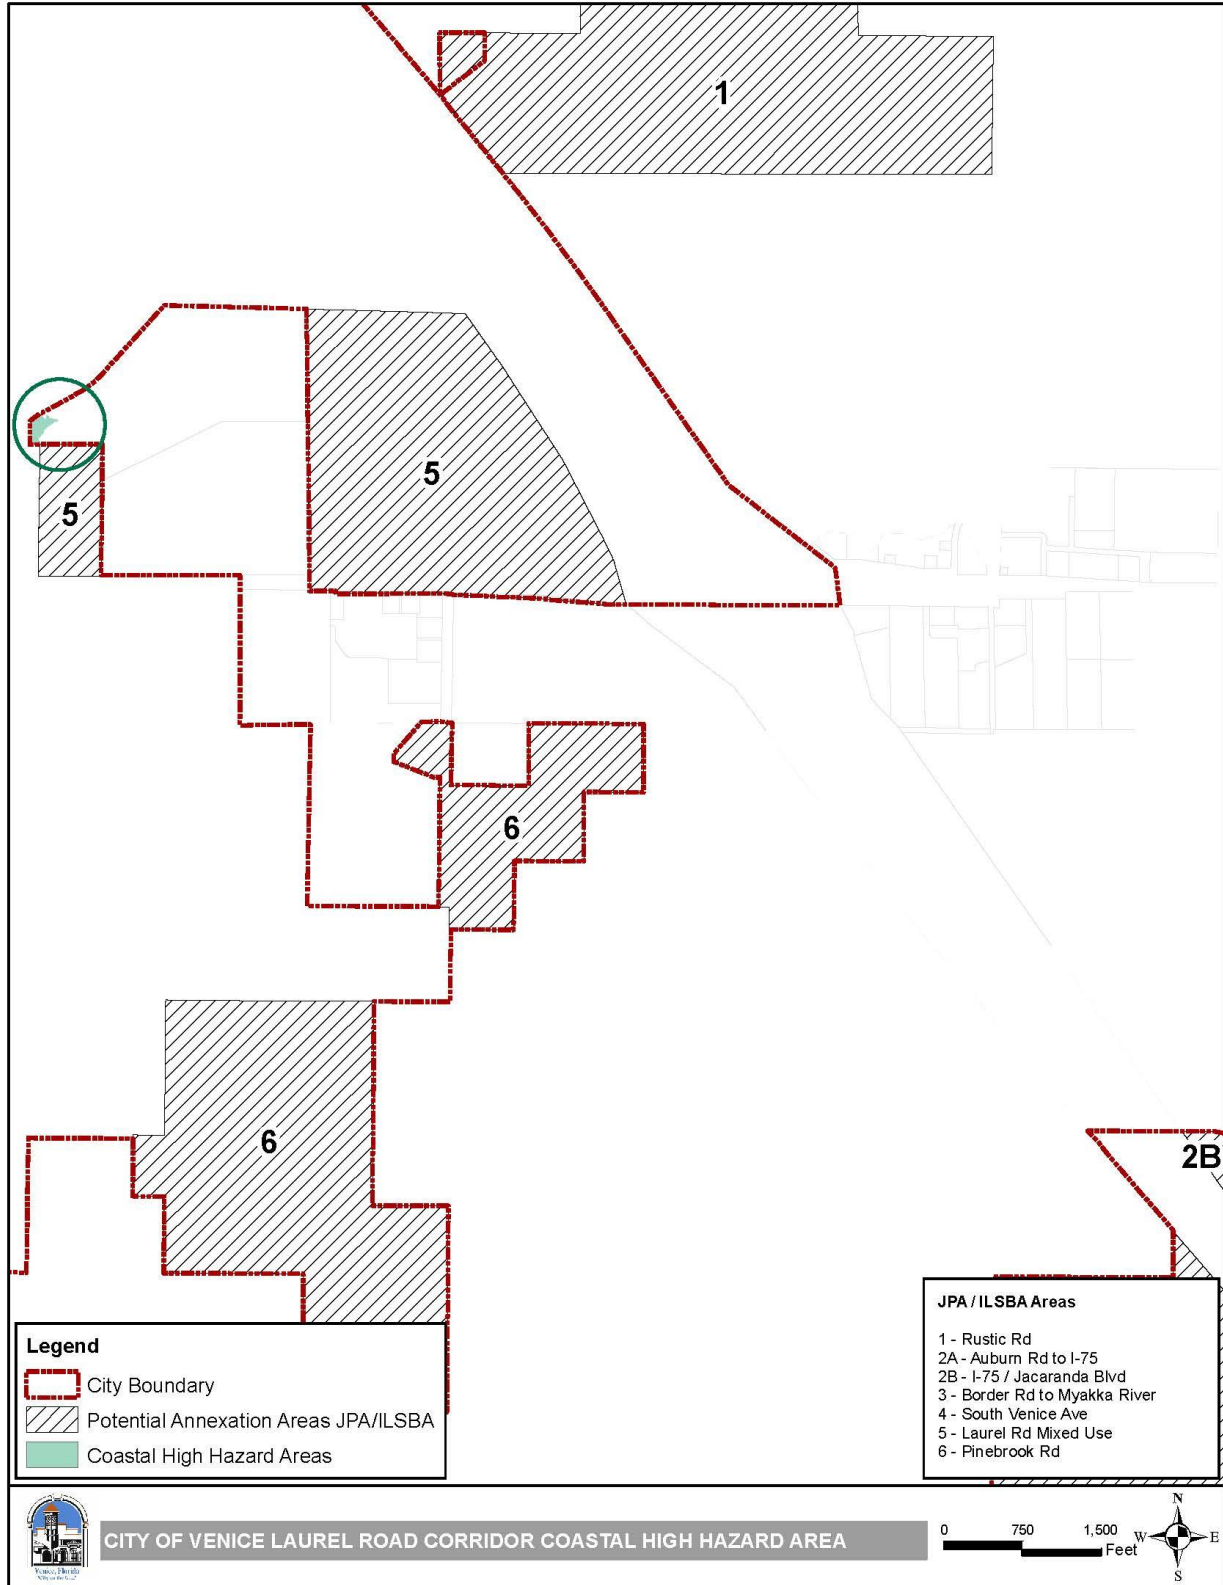 1
5
5
6
6
2B
JPA / ILSBA Areas
1 - Rustic Rd
2A - Auburn Rd to I-75
2B - I-75 / Jacaranda Blvd
3 - Border Rd to Myakka River
4 - South Venice Ave
5 - Laurel Rd Mixed Use
6 - Pinebrook Rd
Legend
City Boundary
Potential Annexation Areas JPA/ILSBA
Coastal High Hazard Areas
Venice, Florida
CITY OF VENICE LAUREL ROAD CORRIDOR COASTAL HIGH HAZARD AREA
0 750 1,500
Feet
N
W E
S